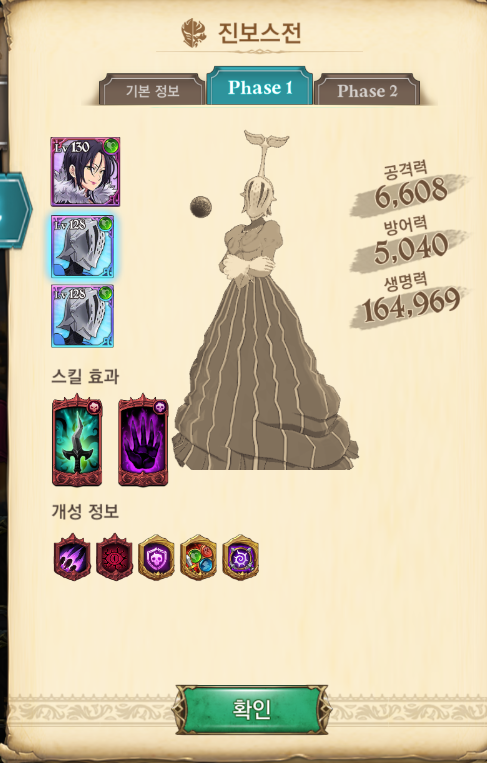 진보스전
기본 정보
Phase 1
Phase 2
Lv 130
Lv 128
Lv 128
공격력
6,608
방어력
5,040
생명력
164,969
스킬 효과
개성 정보
확인